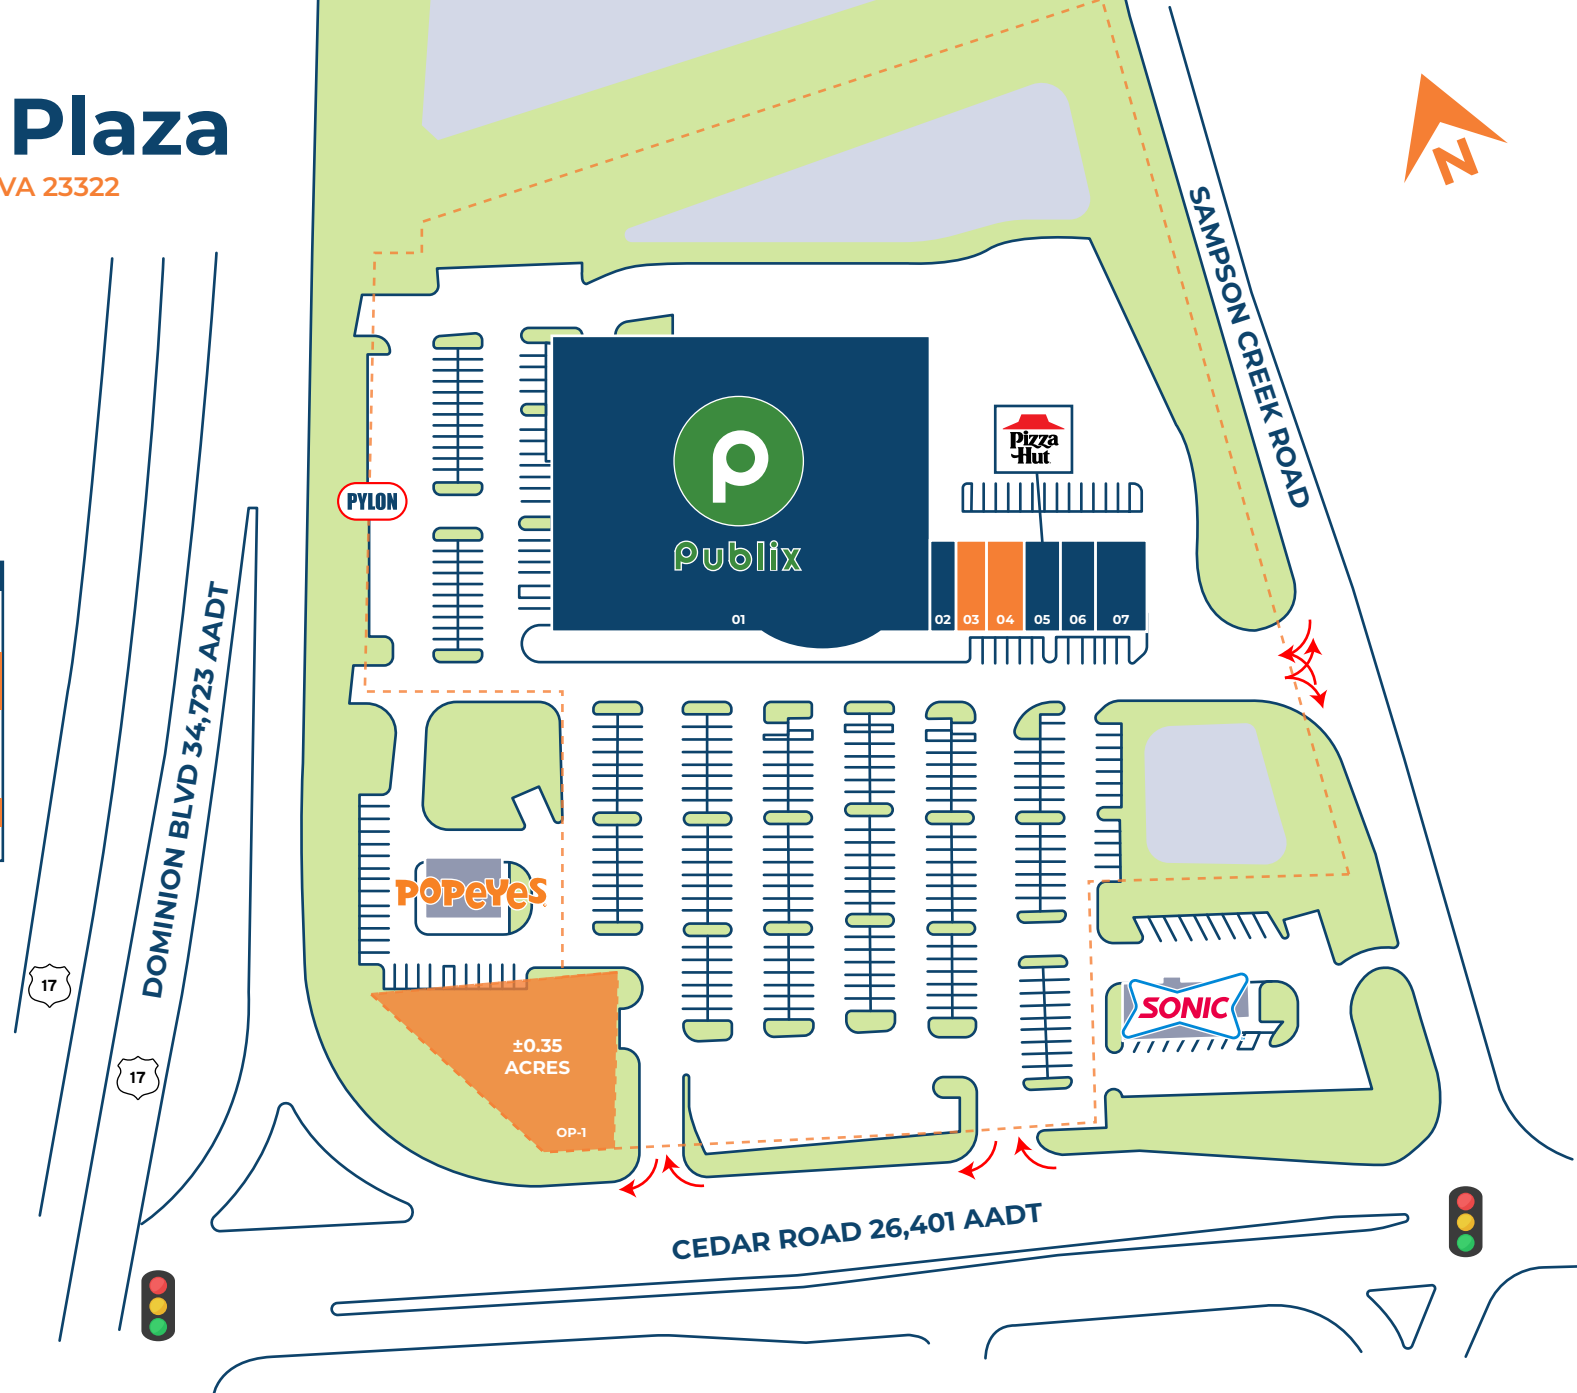 Plaza
VA 23322
N
SAMPSON CREEK ROAD
Pizza
Hut
PYLON
Publix
01
02
03
04
05
06
07
DOMINION BLVD 34,723 AADT
POPEYES
17
17
SONIC
±0.35
ACRES
OP-1
CEDAR ROAD 26,401 AADT